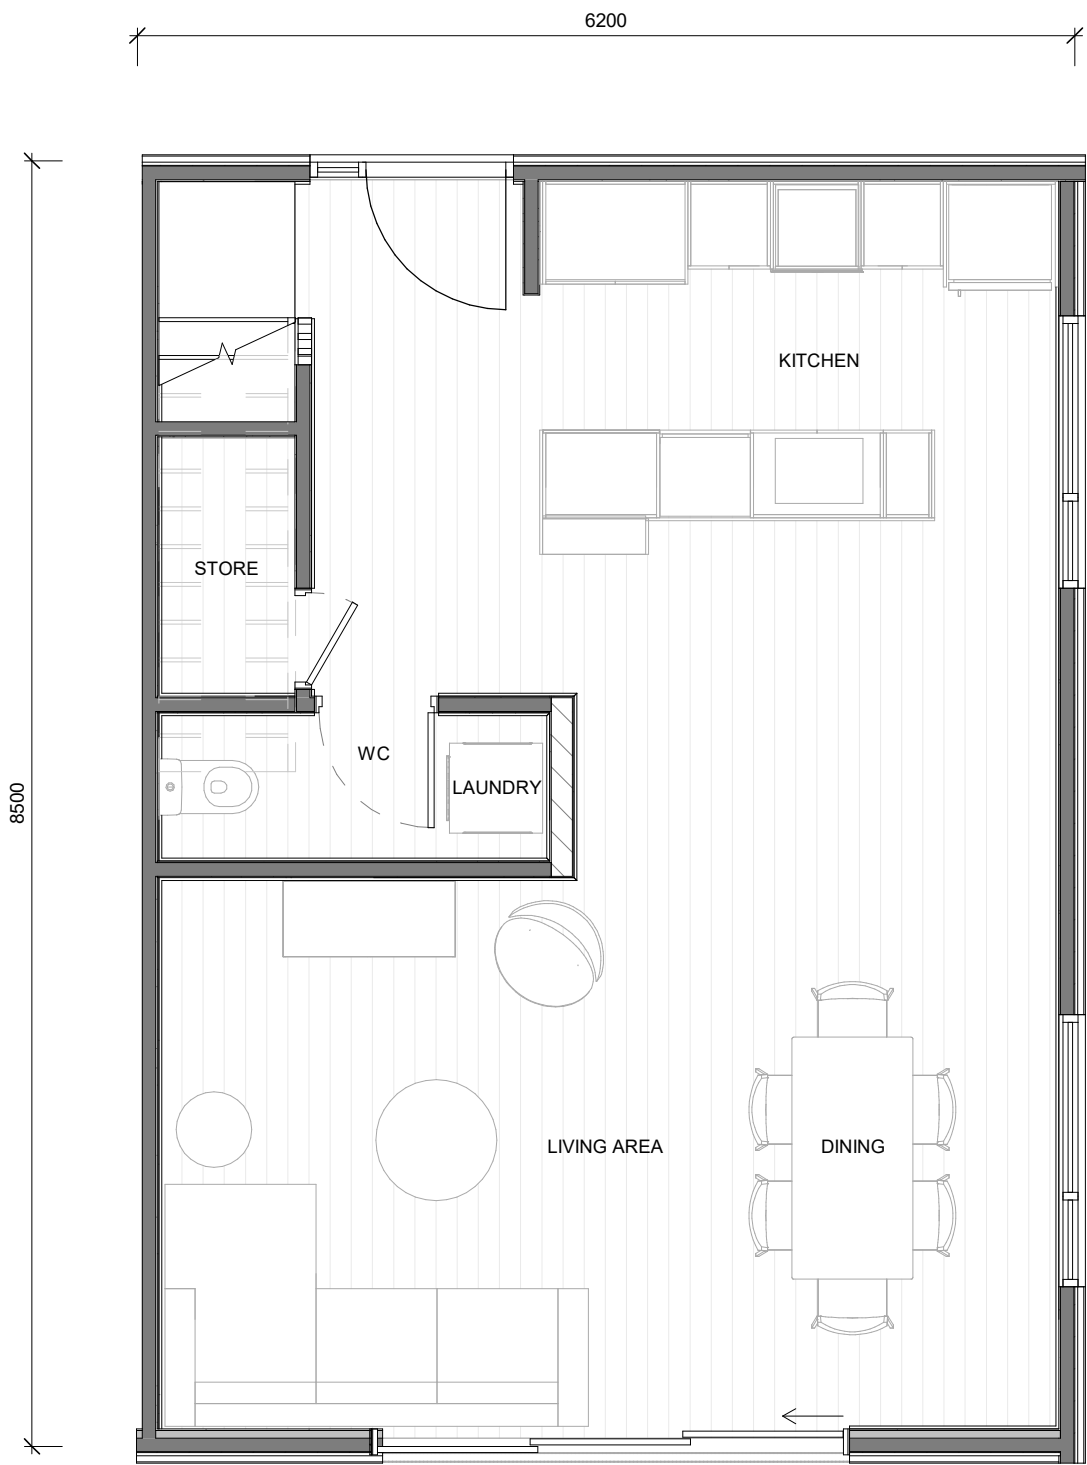 6200
8500
KITCHEN
STORE
WC
LAUNDRY
LIVING AREA
DINING